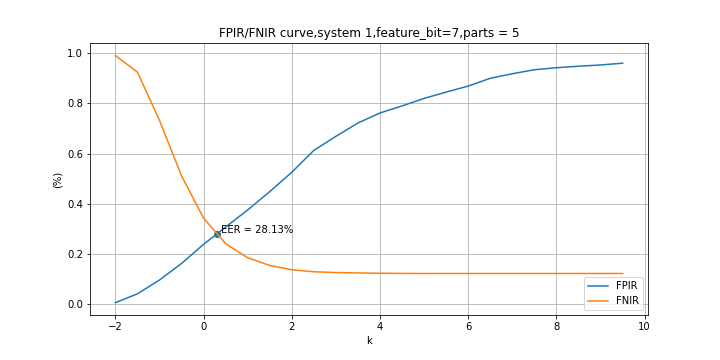 FPIR/FNIR curve,system 1,feature_bit=7,parts = 5
1.0
0.8
0.6
0.4
0.2
0.0
(%)
EER = 28.13%
FPIR
FNIR
−2
0
2
4
6
8
10
k